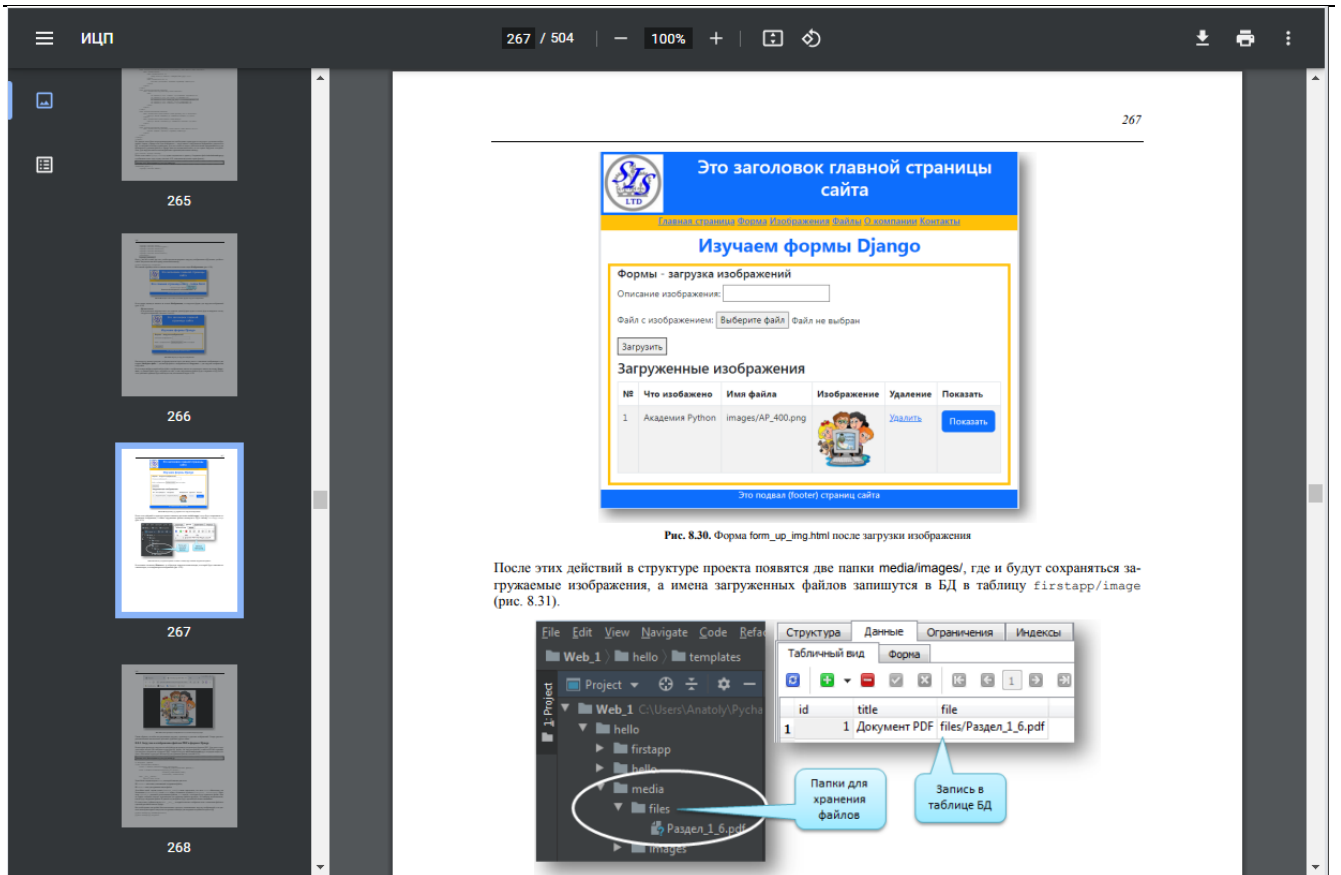 ИЦП
267 / 504
100%
265
266
267
268
267
SIS
LTD
Это заголовок главной страницы
сайта
Главная страница Форма Изображения Файлы О компании Контакты
Изучаем формы Django
Формы - загрузка изображений
Описание изображения:
Файл с изображением: Выберите файл Файл не выбран
Загрузить
Загруженные изображения
№ Что изобажено Имя файла Изображение Удаление Показать
1 Академия Python images/AP_400.png Удалить Показать
Это подвал (footer) страниц сайта
Рис. 8.30. Форма form_up_img.html после загрузки изображения
После этих действий в структуре проекта появятся две папки media/images/, где и будут сохраняться за-
гружаемые изображения, а имена загруженных файлов запишутся в БД в таблицу firstapp/image
(рис. 8.31).
File Edit View Navigate Code Refac
Web_1 hello templates
1: Project
Project
Web_1 C:\Users\Anatoly\Pycha
hello
firstapp
hello
media
files
Раздел_1_6.pdf
images
Структура Данные Ограничения Индексы
Табличный вид Форма
1
id title file
1 1 Документ PDF files/Раздел_1_6.pdf
Папки для
хранения
файлов
Запись в
таблице БД